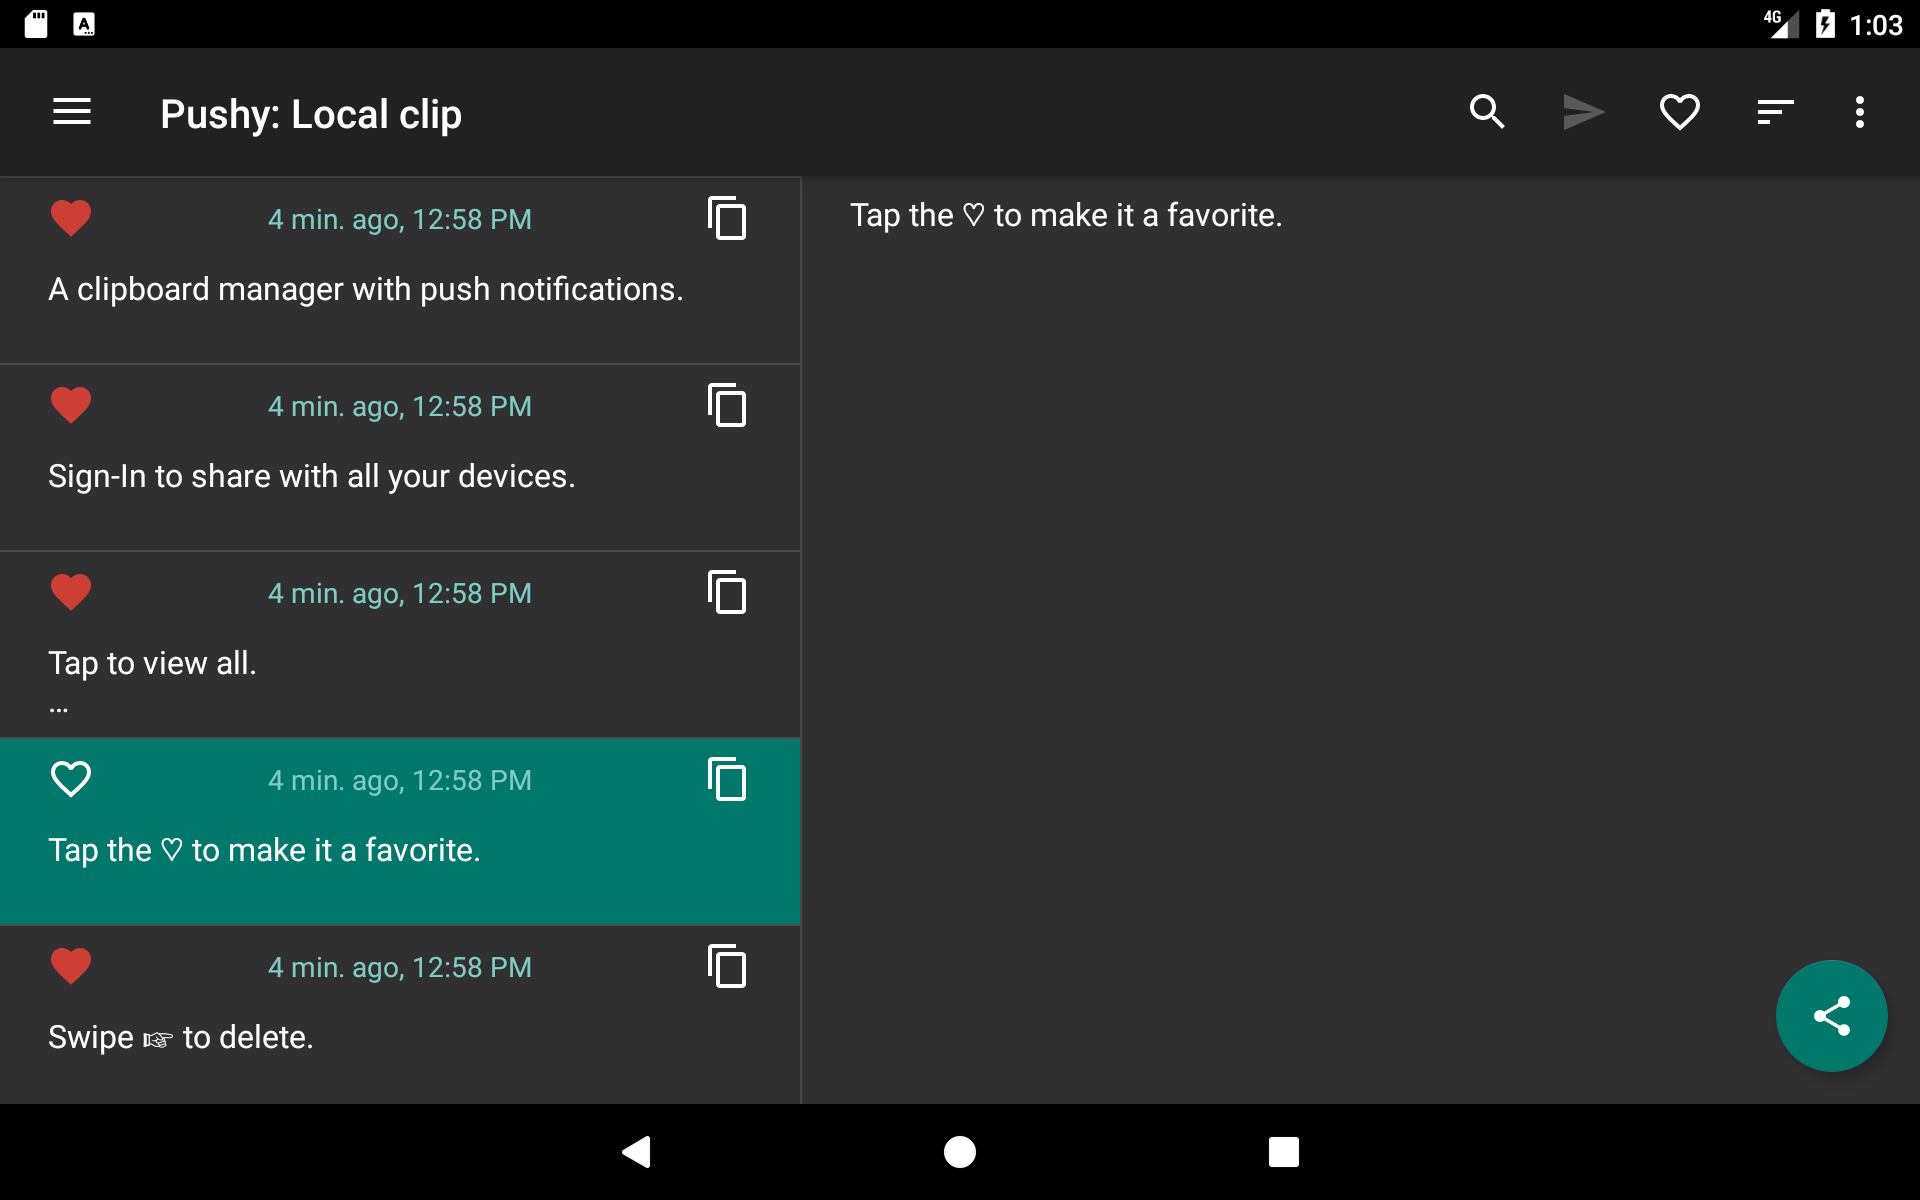 4G 1:03
Pushy: Local clip
4 min. ago, 12:58 PM
A clipboard manager with push notifications.
4 min. ago, 12:58 PM
Sign-In to share with all your devices.
4 min. ago, 12:58 PM
Tap to view all.
...
4 min. ago, 12:58 PM
Tap the ♡ to make it a favorite.
4 min. ago, 12:58 PM
Swipe ☞ to delete.
Tap the ♡ to make it a favorite.